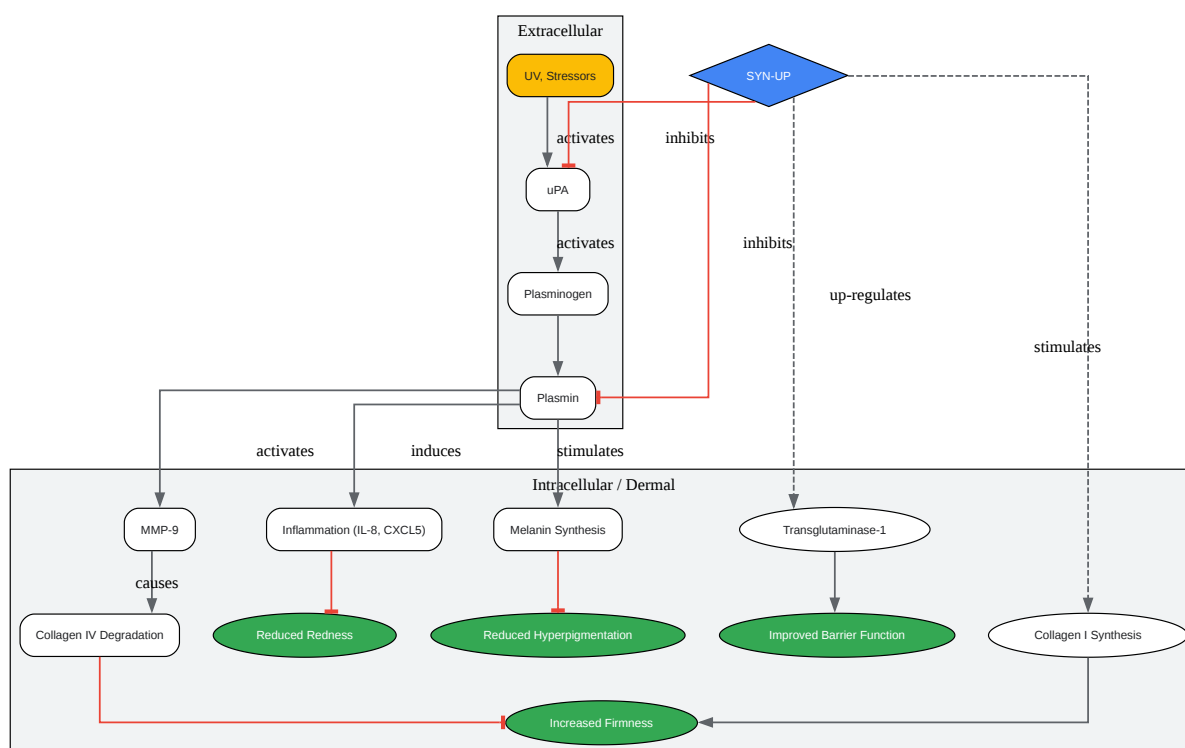 Extracellular
UV, Stressors
SYN-UP
activates
inhibits
uPA
activates
inhibits
Plasminogen
up-regulates
stimulates
Plasmin
activates
induces
stimulates
Intracellular / Dermal
MMP-9
Inflammation (IL-8, CXCL5)
Melanin Synthesis
Transglutaminase-1
causes
Collagen IV Degradation
Reduced Redness
Reduced Hyperpigmentation
Improved Barrier Function
Collagen I Synthesis
Increased Firmness